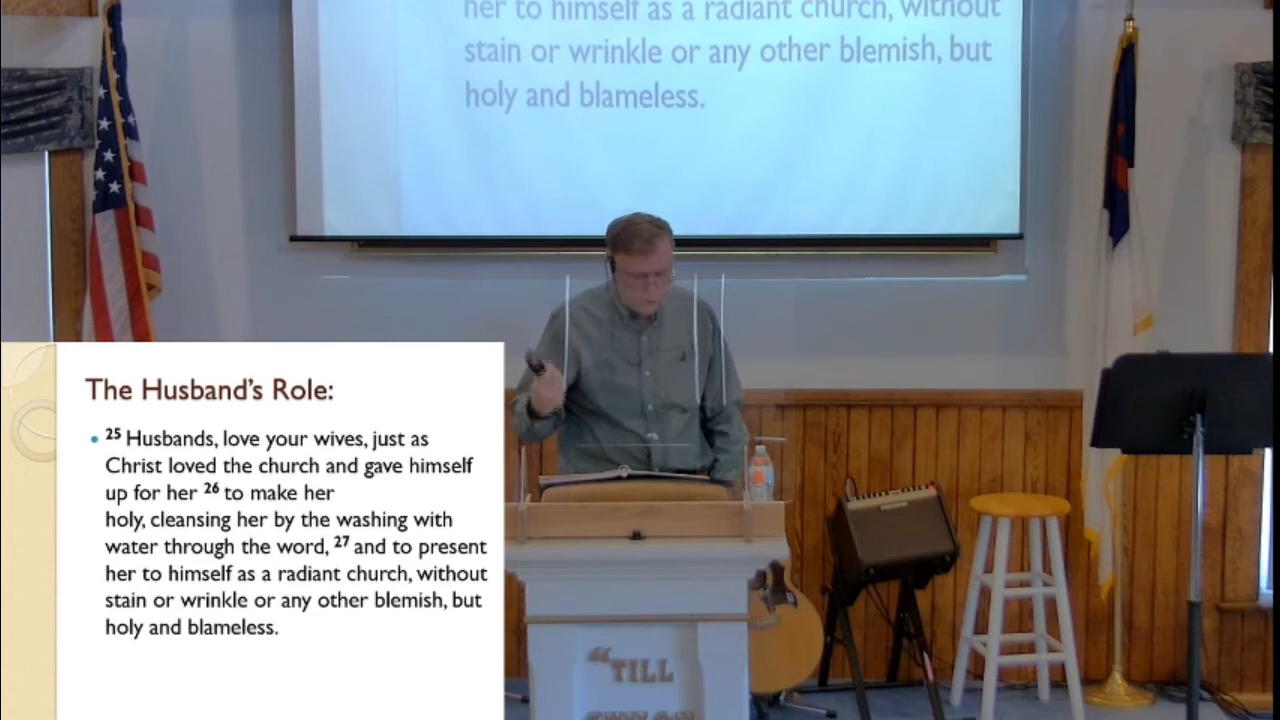 her to himself as a radiant church, without
stain or wrinkle or any other blemish, but
holy and blameless.
The Husband's Role:
• 25 Husbands, love your wives, just as
Christ loved the church and gave himself
up for her 26 to make her
holy, cleansing her by the washing with
water through the word, 27 and to present
her to himself as a radiant church, without
stain or wrinkle or any other blemish, but
holy and blameless.
“TILL